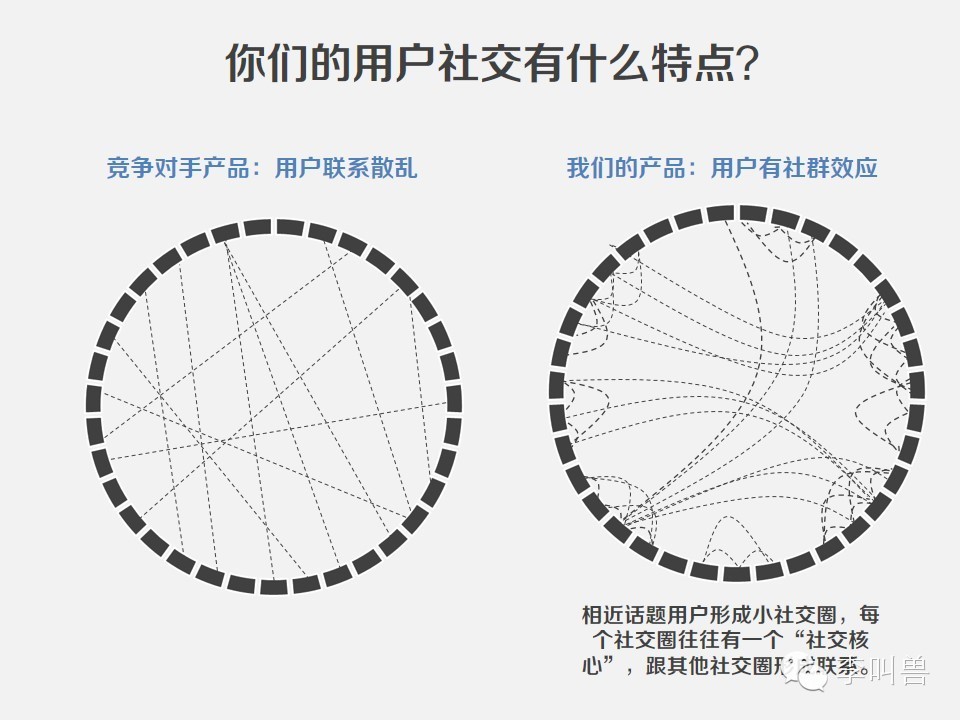 你们的用户社交有什么特点？
竞争对手产品：用户联系散乱
我们的产品：用户有社群效应
相近话题用户形成小社交圈，每
个社交圈往往有一个“社交核
心”，跟其他社交圈形成联系。
李叫兽